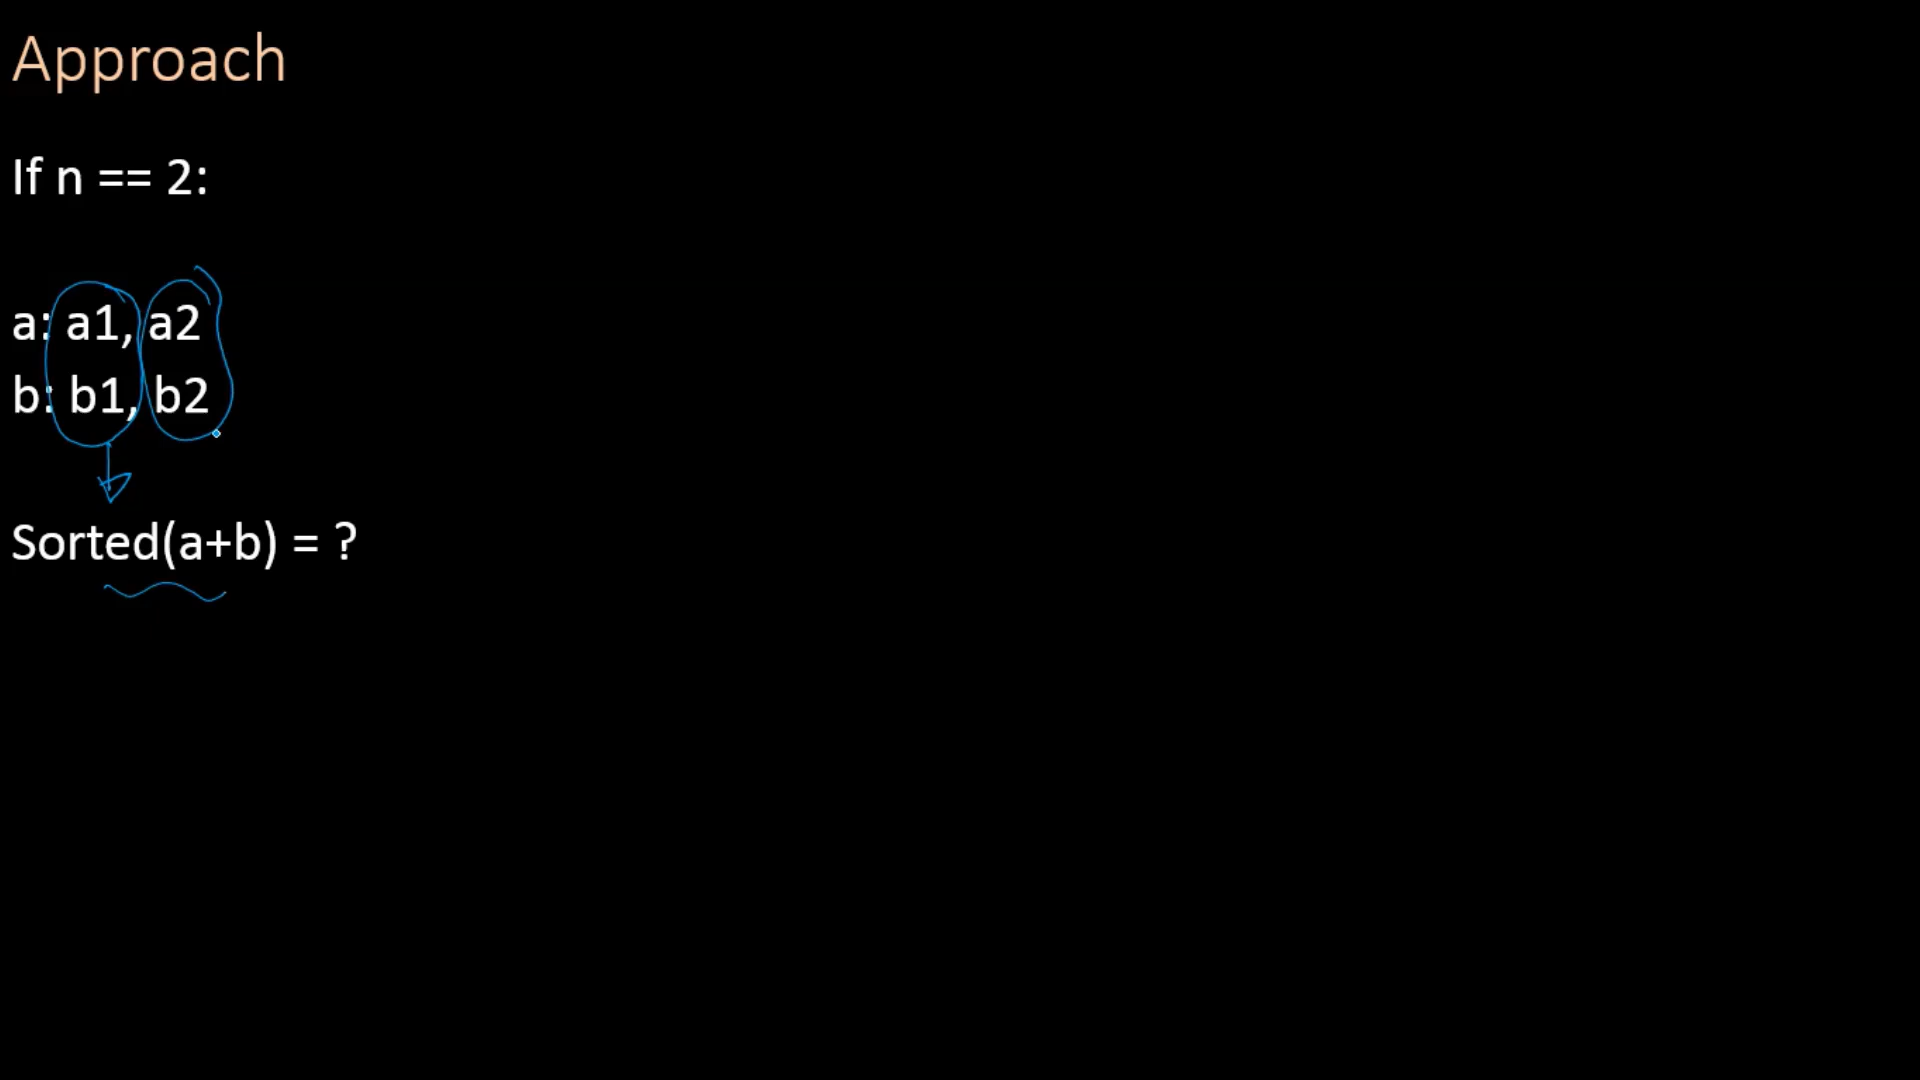 Approach
If n == 2:
a: a1, a2
b: b1, b2
Sorted(a+b) = ?